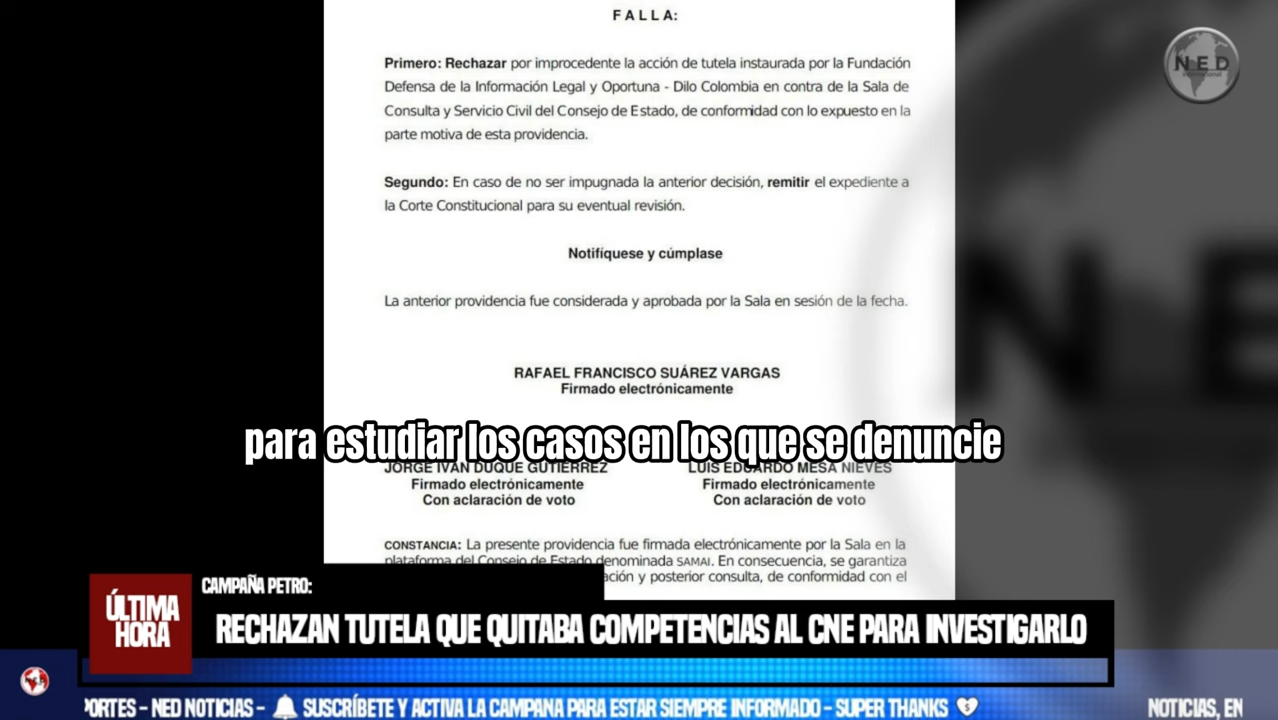 F A L L A:
NED
international
Primero: Rechazar por improcedente la acción de tutela instaurada por la Fundación
Defensa de la Información Legal y Oportuna - Dilo Colombia en contra de la Sala de
Consulta y Servicio Civil del Consejo de Estado, de conformidad con lo expuesto en la
parte motiva de esta providencia.
Segundo: En caso de no ser impugnada la anterior decisión, remitir el expediente a
la Corte Constitucional para su eventual revisión.
Notifíquese y cúmplase
La anterior providencia fue considerada y aprobada por la Sala en sesión de la fecha.
RAFAEL FRANCISCO SUÁREZ VARGAS
Firmado electrónicamente
para estudiar los casos en los que se denuncie
JORGE IVÁN DUQUE GUTIÉRREZ LUIS EDUARDO MESA NIEVES
Firmado electrónicamente Firmado electrónicamente
Con aclaración de voto Con aclaración de voto
CONSTANCIA: La presente providencia fue firmada electrónicamente por la Sala en la
plataforma del Consejo de Estado denominada SAMAI. En consecuencia, se garantiza
ación y posterior consulta, de conformidad con el
N E
ÚLTIMA
HORA
CAMPAÑA PETRO:
RECHAZAN TUTELA QUE QUITABA COMPETENCIAS AL CNE PARA INVESTIGARLO
PORTES - NED NOTICIAS - SUSCRÍBETE Y ACTIVA LA CAMPANA PARA ESTAR SIEMPRE INFORMADO - SUPER THANKS NOTICIAS, EN